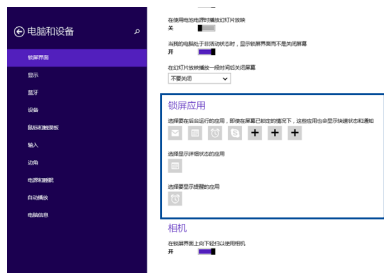 电脑和设备
锁屏界面
显示
蓝牙
设备
鼠标和触摸板
输入
边角
电源和睡眠
自动播放
电脑信息
在使用电池电源时播放幻灯片放映
关
当我的电脑处于非活动状态时，显示锁屏界面而不是关闭屏幕
开
在幻灯片放映播放一段时间后关闭屏幕
不要关闭
锁屏应用
选择要在后台运行的应用，即使在屏幕已锁定的情况下，这些应用也会显示快速状态和通知
选择显示详细状态的应用
选择要显示提醒的应用
相机
在锁屏界面上向下轻扫以使用相机
开